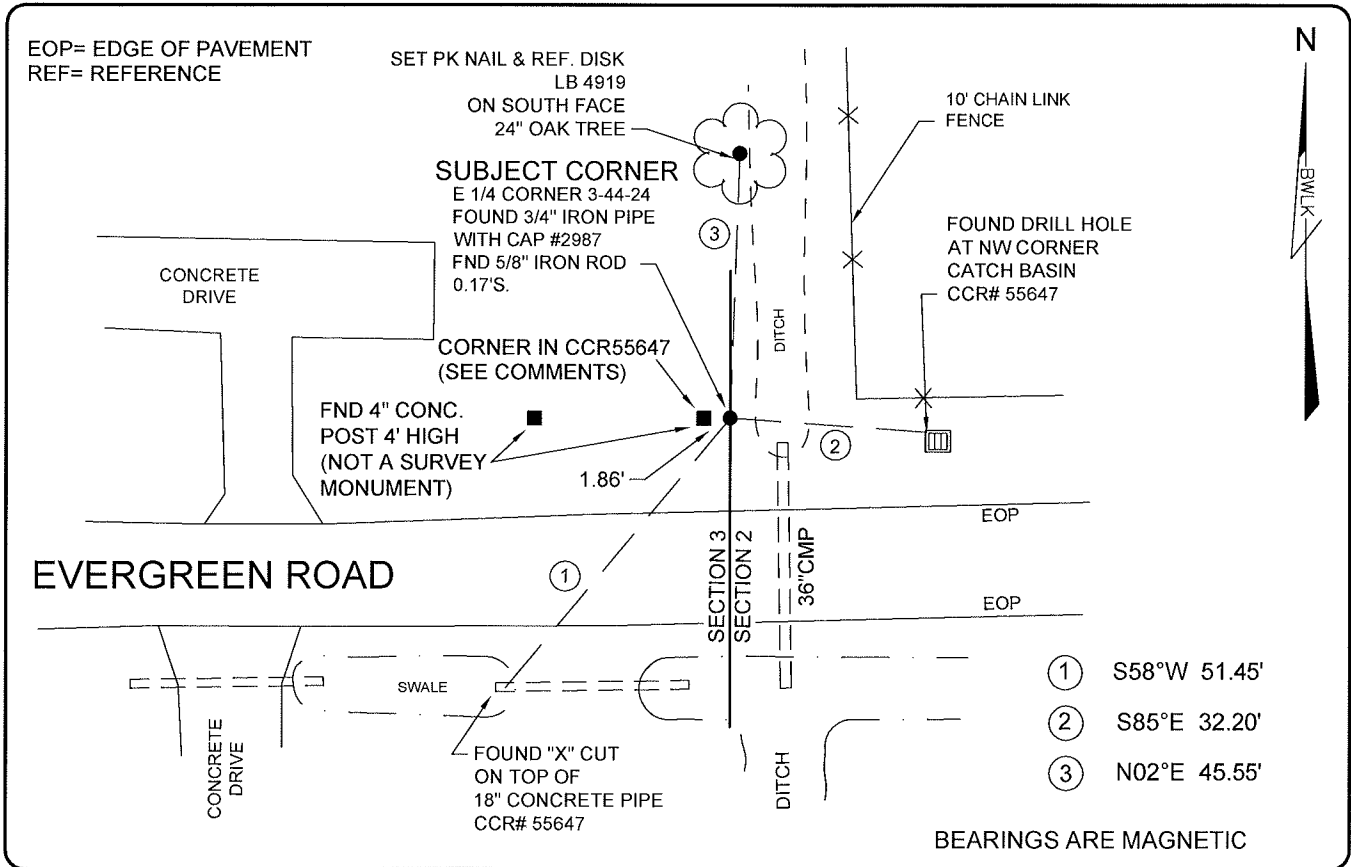 EOP= EDGE OF PAVEMENT
REF= REFERENCE
SET PK NAIL & REF. DISK
LB 4919
ON SOUTH FACE
24" OAK TREE
10' CHAIN LINK
FENCE
N
BWLK
SUBJECT CORNER
E 1/4 CORNER 3-44-24
FOUND 3/4" IRON PIPE
WITH CAP #2987
FND 5/8" IRON ROD
0.17'S.
3
FOUND DRILL HOLE
AT NW CORNER
CATCH BASIN
CCR# 55647
CONCRETE
DRIVE
DITCH
CORNER IN CCR55647
(SEE COMMENTS)
FND 4" CONC.
POST 4' HIGH
(NOT A SURVEY
MONUMENT)
1.86'
2
EOP
EVERGREEN ROAD
1
SECTION 3
SECTION 2
36"CMP
EOP
SWALE
CONCRETE
DRIVE
FOUND "X" CUT
ON TOP OF
18" CONCRETE PIPE
CCR# 55647
DITCH
1 S58°W 51.45'
2 S85°E 32.20'
3 N02°E 45.55'
BEARINGS ARE MAGNETIC